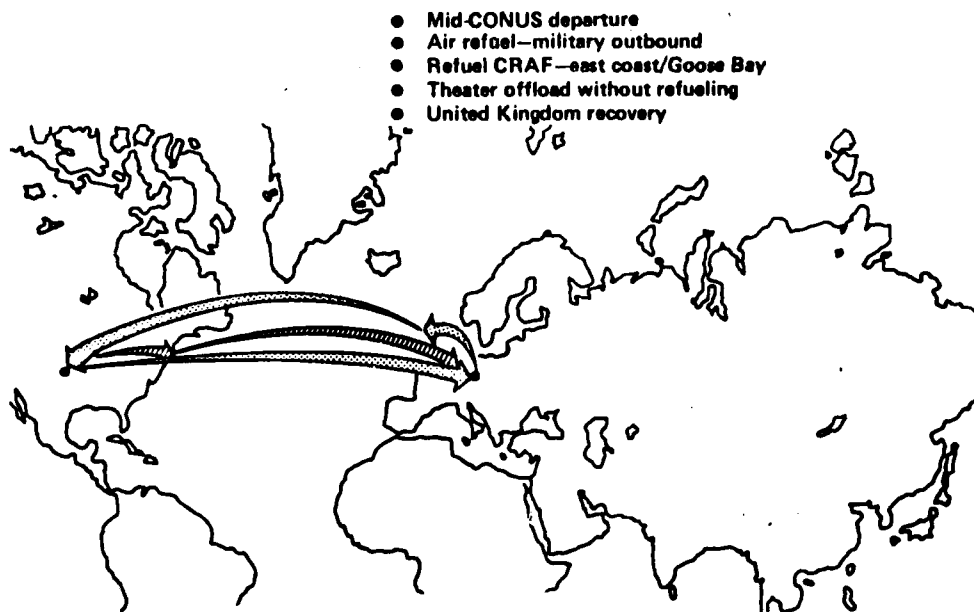 ● Mid-CONUS departure
● Air refuel—military outbound
● Refuel CRAF—east coast/Goose Bay
● Theater offload without refueling
● United Kingdom recovery